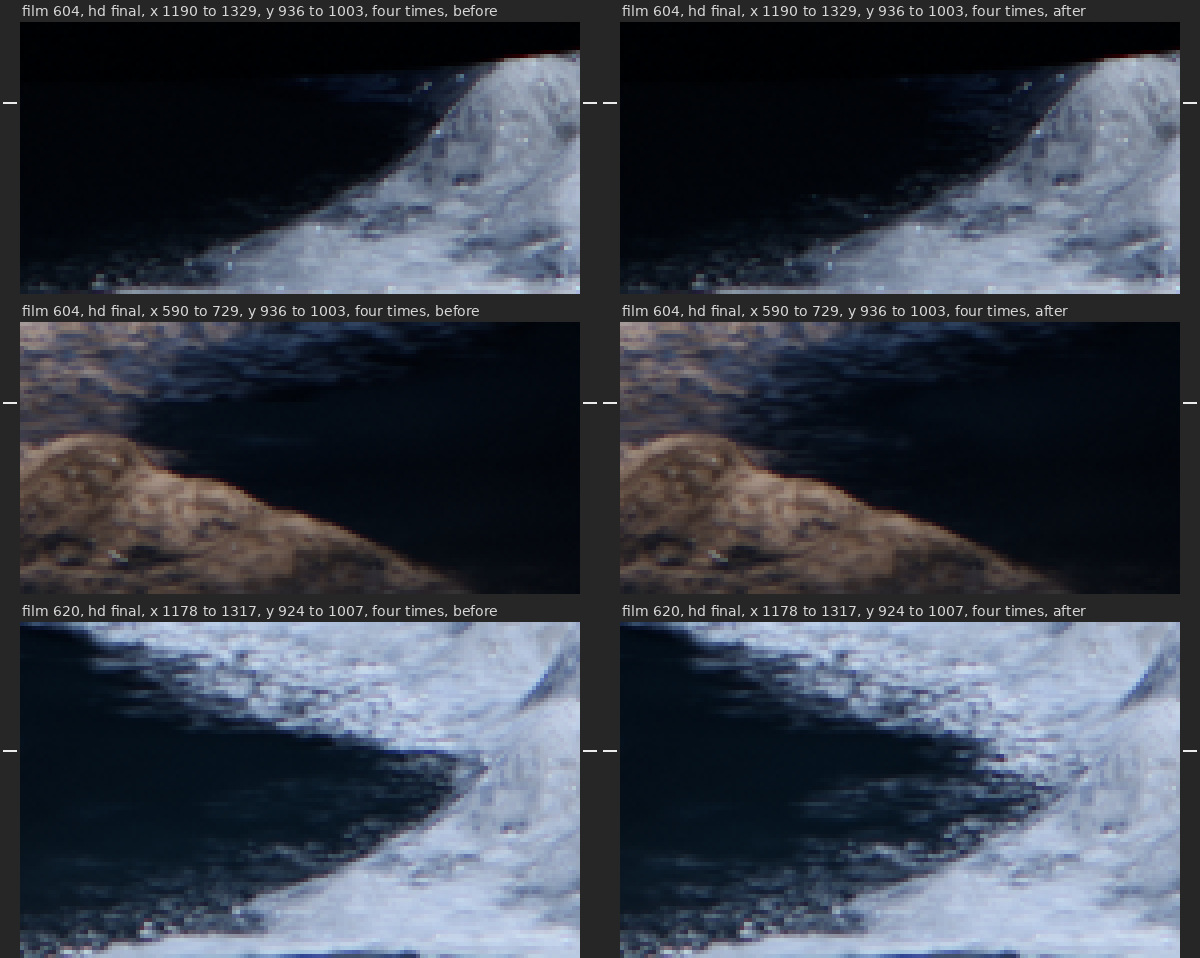 film 604, hd final, x 1190 to 1329, y 936 to 1003, four times, before
film 604, hd final, x 1190 to 1329, y 936 to 1003, four times, after
film 604, hd final, x 590 to 729, y 936 to 1003, four times, before
film 604, hd final, x 590 to 729, y 936 to 1003, four times, after
film 620, hd final, x 1178 to 1317, y 924 to 1007, four times, before
film 620, hd final, x 1178 to 1317, y 924 to 1007, four times, after